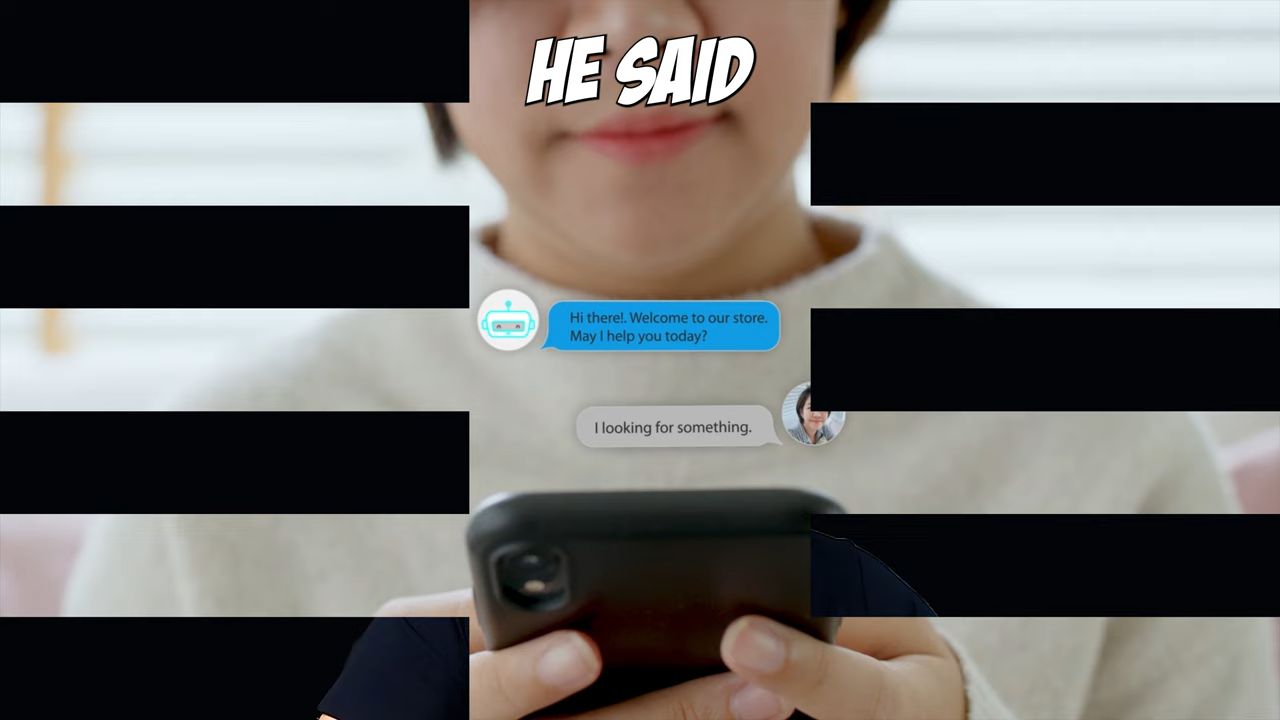 HE SAID
Hi there!. Welcome to our store.
May I help you today?
I looking for something.